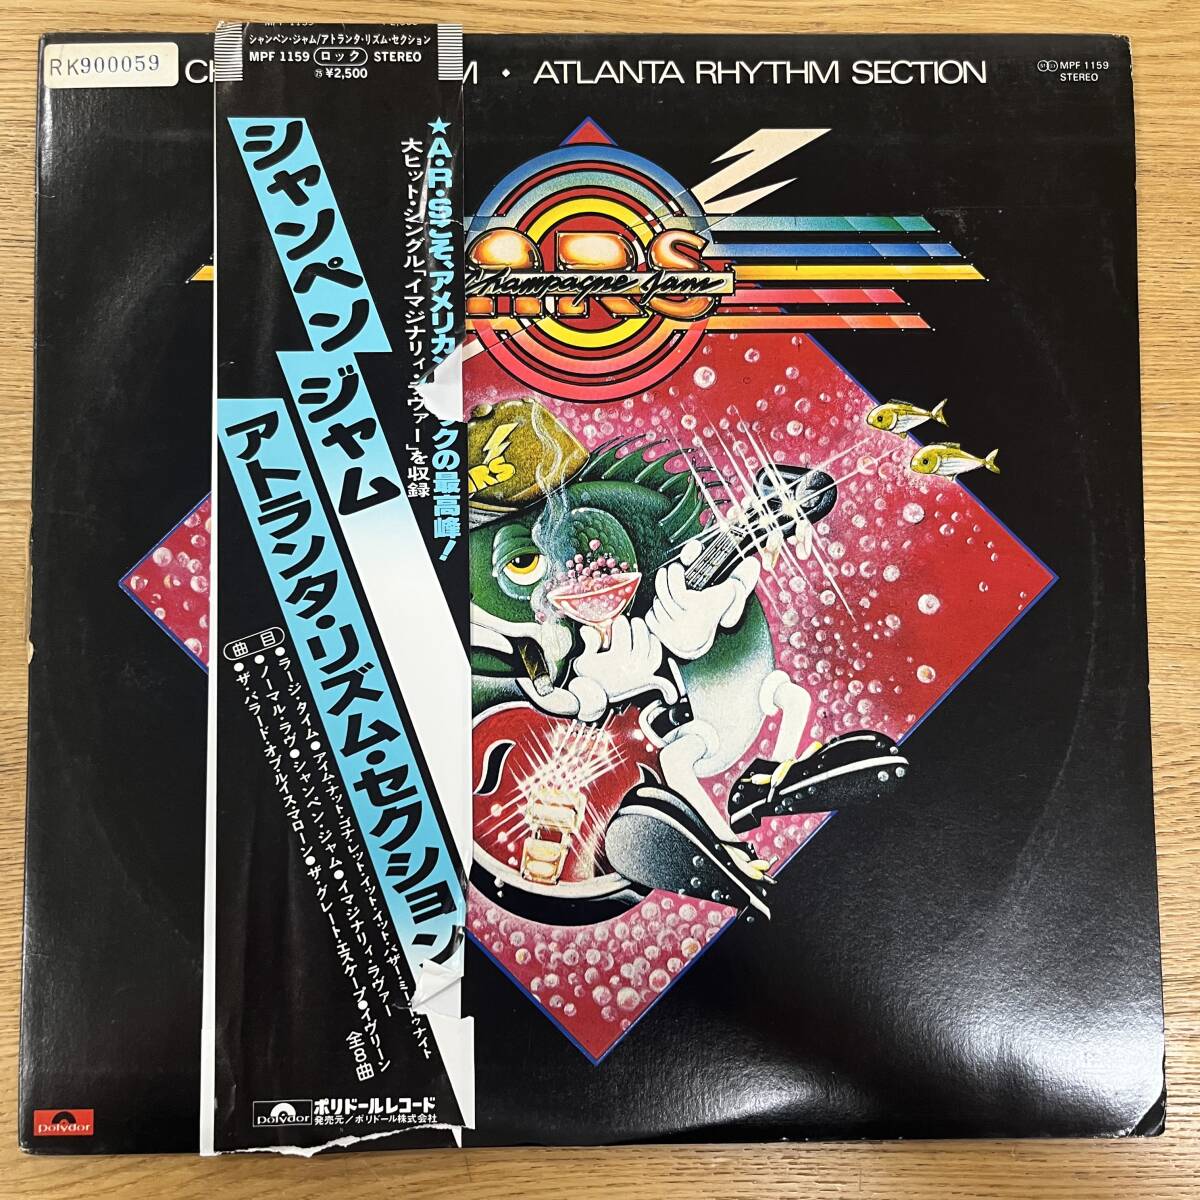 RK900059
シャンペン・ジャム/アトランタ・リズム・セクション
MPF 1159 ロック STEREO
㊄ ¥2,500
M • ATLANTA RHYTHM SECTION
MPF 1159
STEREO
ARS
Champagne Jam
ARS
シャンペン
ジャム
アトランタ・リズム・セクション
★A・R・Sこそ、アメリカン
ックの最高峰!
大ヒット・シングル「イマジナリィ・ラヴァー」を収録
曲目
●ラージ・タイム●アイム・ナット・ゴナ・レット・イット・バザー・ミー・トゥナイト
●ノーマル・ラヴ●シャンペン・ジャム●イマジナリィ・ラヴァー
●ザ・バラード・オブ・ルイス・マローン●ザ・グレート・エスケープ●イヴリーン
全8曲
polydor
ポリドールレコード
発売元/ポリドール株式会社
polydor